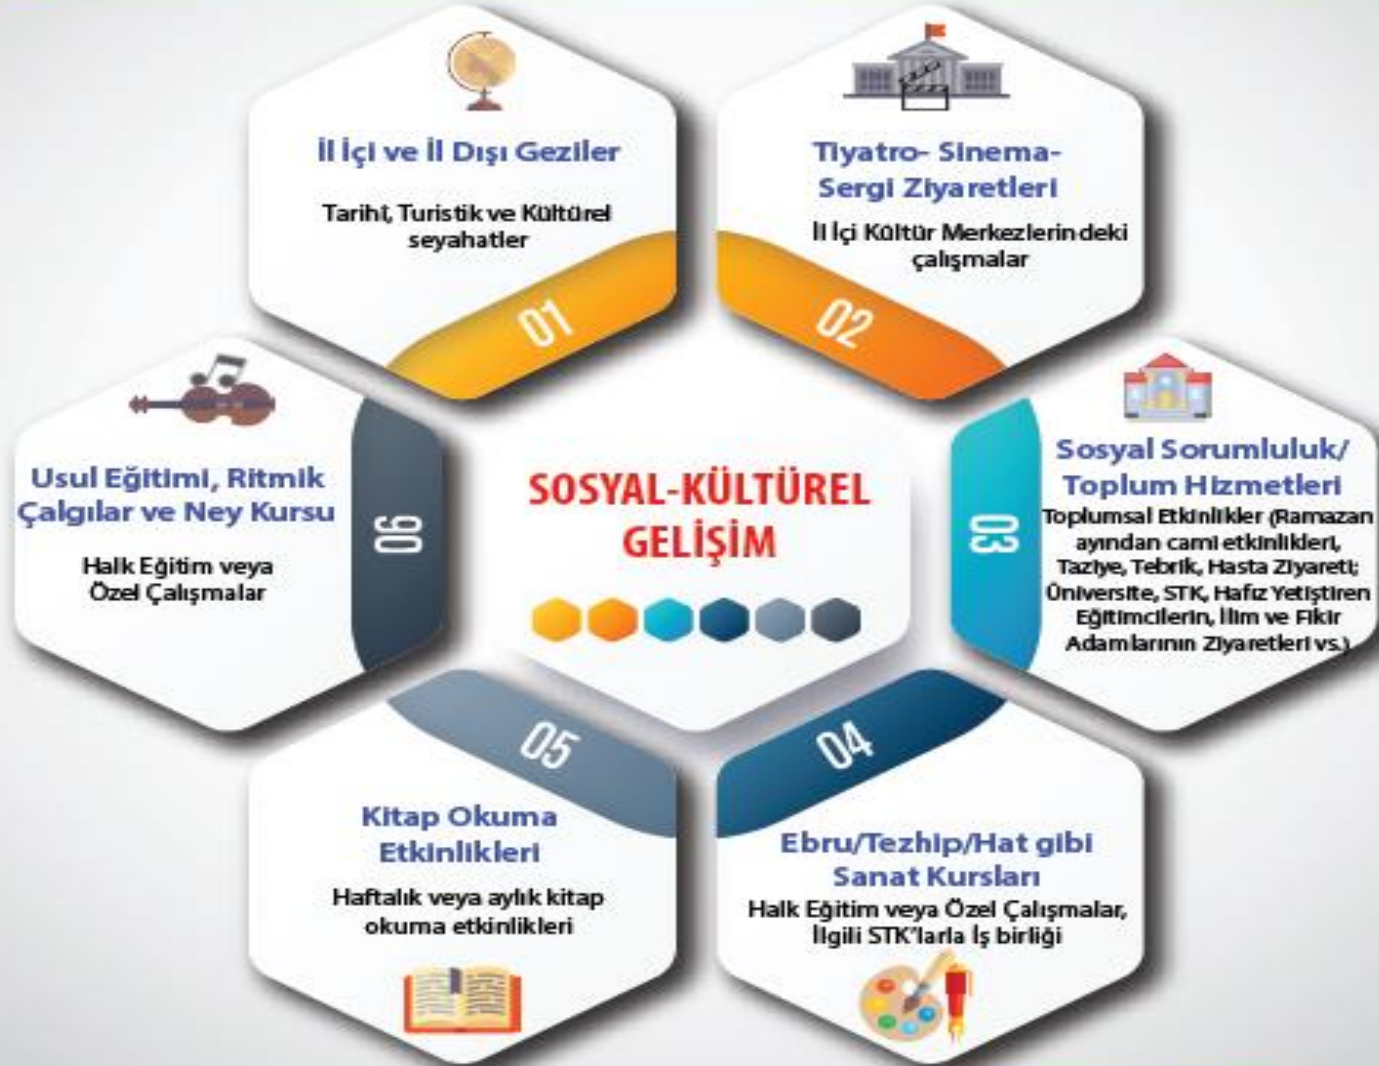 İl İçi ve İl Dışı Geziler
Tarihî, Turistik ve Kültürel
seyahatler
01
Tiyatro- Sinema-
Sergi Ziyaretleri
İl İçi Kültür Merkezlerindeki
çalışmalar
02
Sosyal Sorumluluk/
Toplum Hizmetleri
Toplumsal Etkinlikler (Ramazan
ayından cami etkinlikleri,
Taziye, Tebrik, Hasta Ziyareti;
Üniversite, STK, Hafız Yetiştiren
Eğitimcilerin, İlim ve Fikir
Adamlarının Ziyaretleri vs.)
03
Ebru/Tezhip/Hat gibi
Sanat Kursları
Halk Eğitim veya Özel Çalışmalar,
İlgili STK'larla İş birliği
04
Kitap Okuma
Etkinlikleri
Haftalık veya aylık kitap
okuma etkinlikleri
05
Usul Eğitimi, Ritmik
Çalgılar ve Ney Kursu
Halk Eğitim veya
Özel Çalışmalar
06
SOSYAL-KÜLTÜREL
GELİŞİM